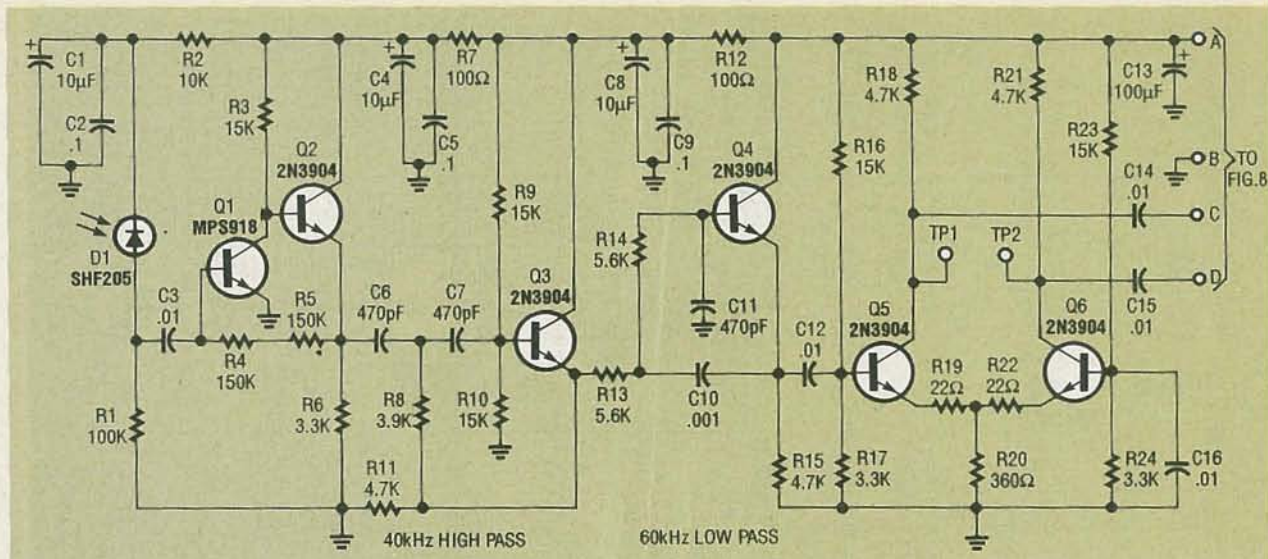 C1
10µF
C2
.1
R2
10K
R3
15K
Q2
2N3904
Q1
MPS918
D1
SHF205
C3
.01
R4
150K
R5
150K
R1
100K
R6
3.3K
C4
10µF
C5
.1
R7
100Ω
R9
15K
C6
470pF
C7
470pF
Q3
2N3904
R8
3.9K
R10
15K
R11
4.7K
40kHz HIGH PASS
C8
10µF
C9
.1
R12
100Ω
Q4
2N3904
R14
5.6K
C11
470pF
R13
5.6K
C10
.001
C12
.01
R15
4.7K
60kHz LOW PASS
R16
15K
R17
3.3K
R18
4.7K
R21
4.7K
TP1
TP2
Q5
2N3904
Q6
2N3904
R19
22Ω
R22
22Ω
R20
360Ω
R23
15K
R24
3.3K
C16
.01
C13
100µF
C14
.01
C15
.01
A
B
C
D
TO
FIG.8